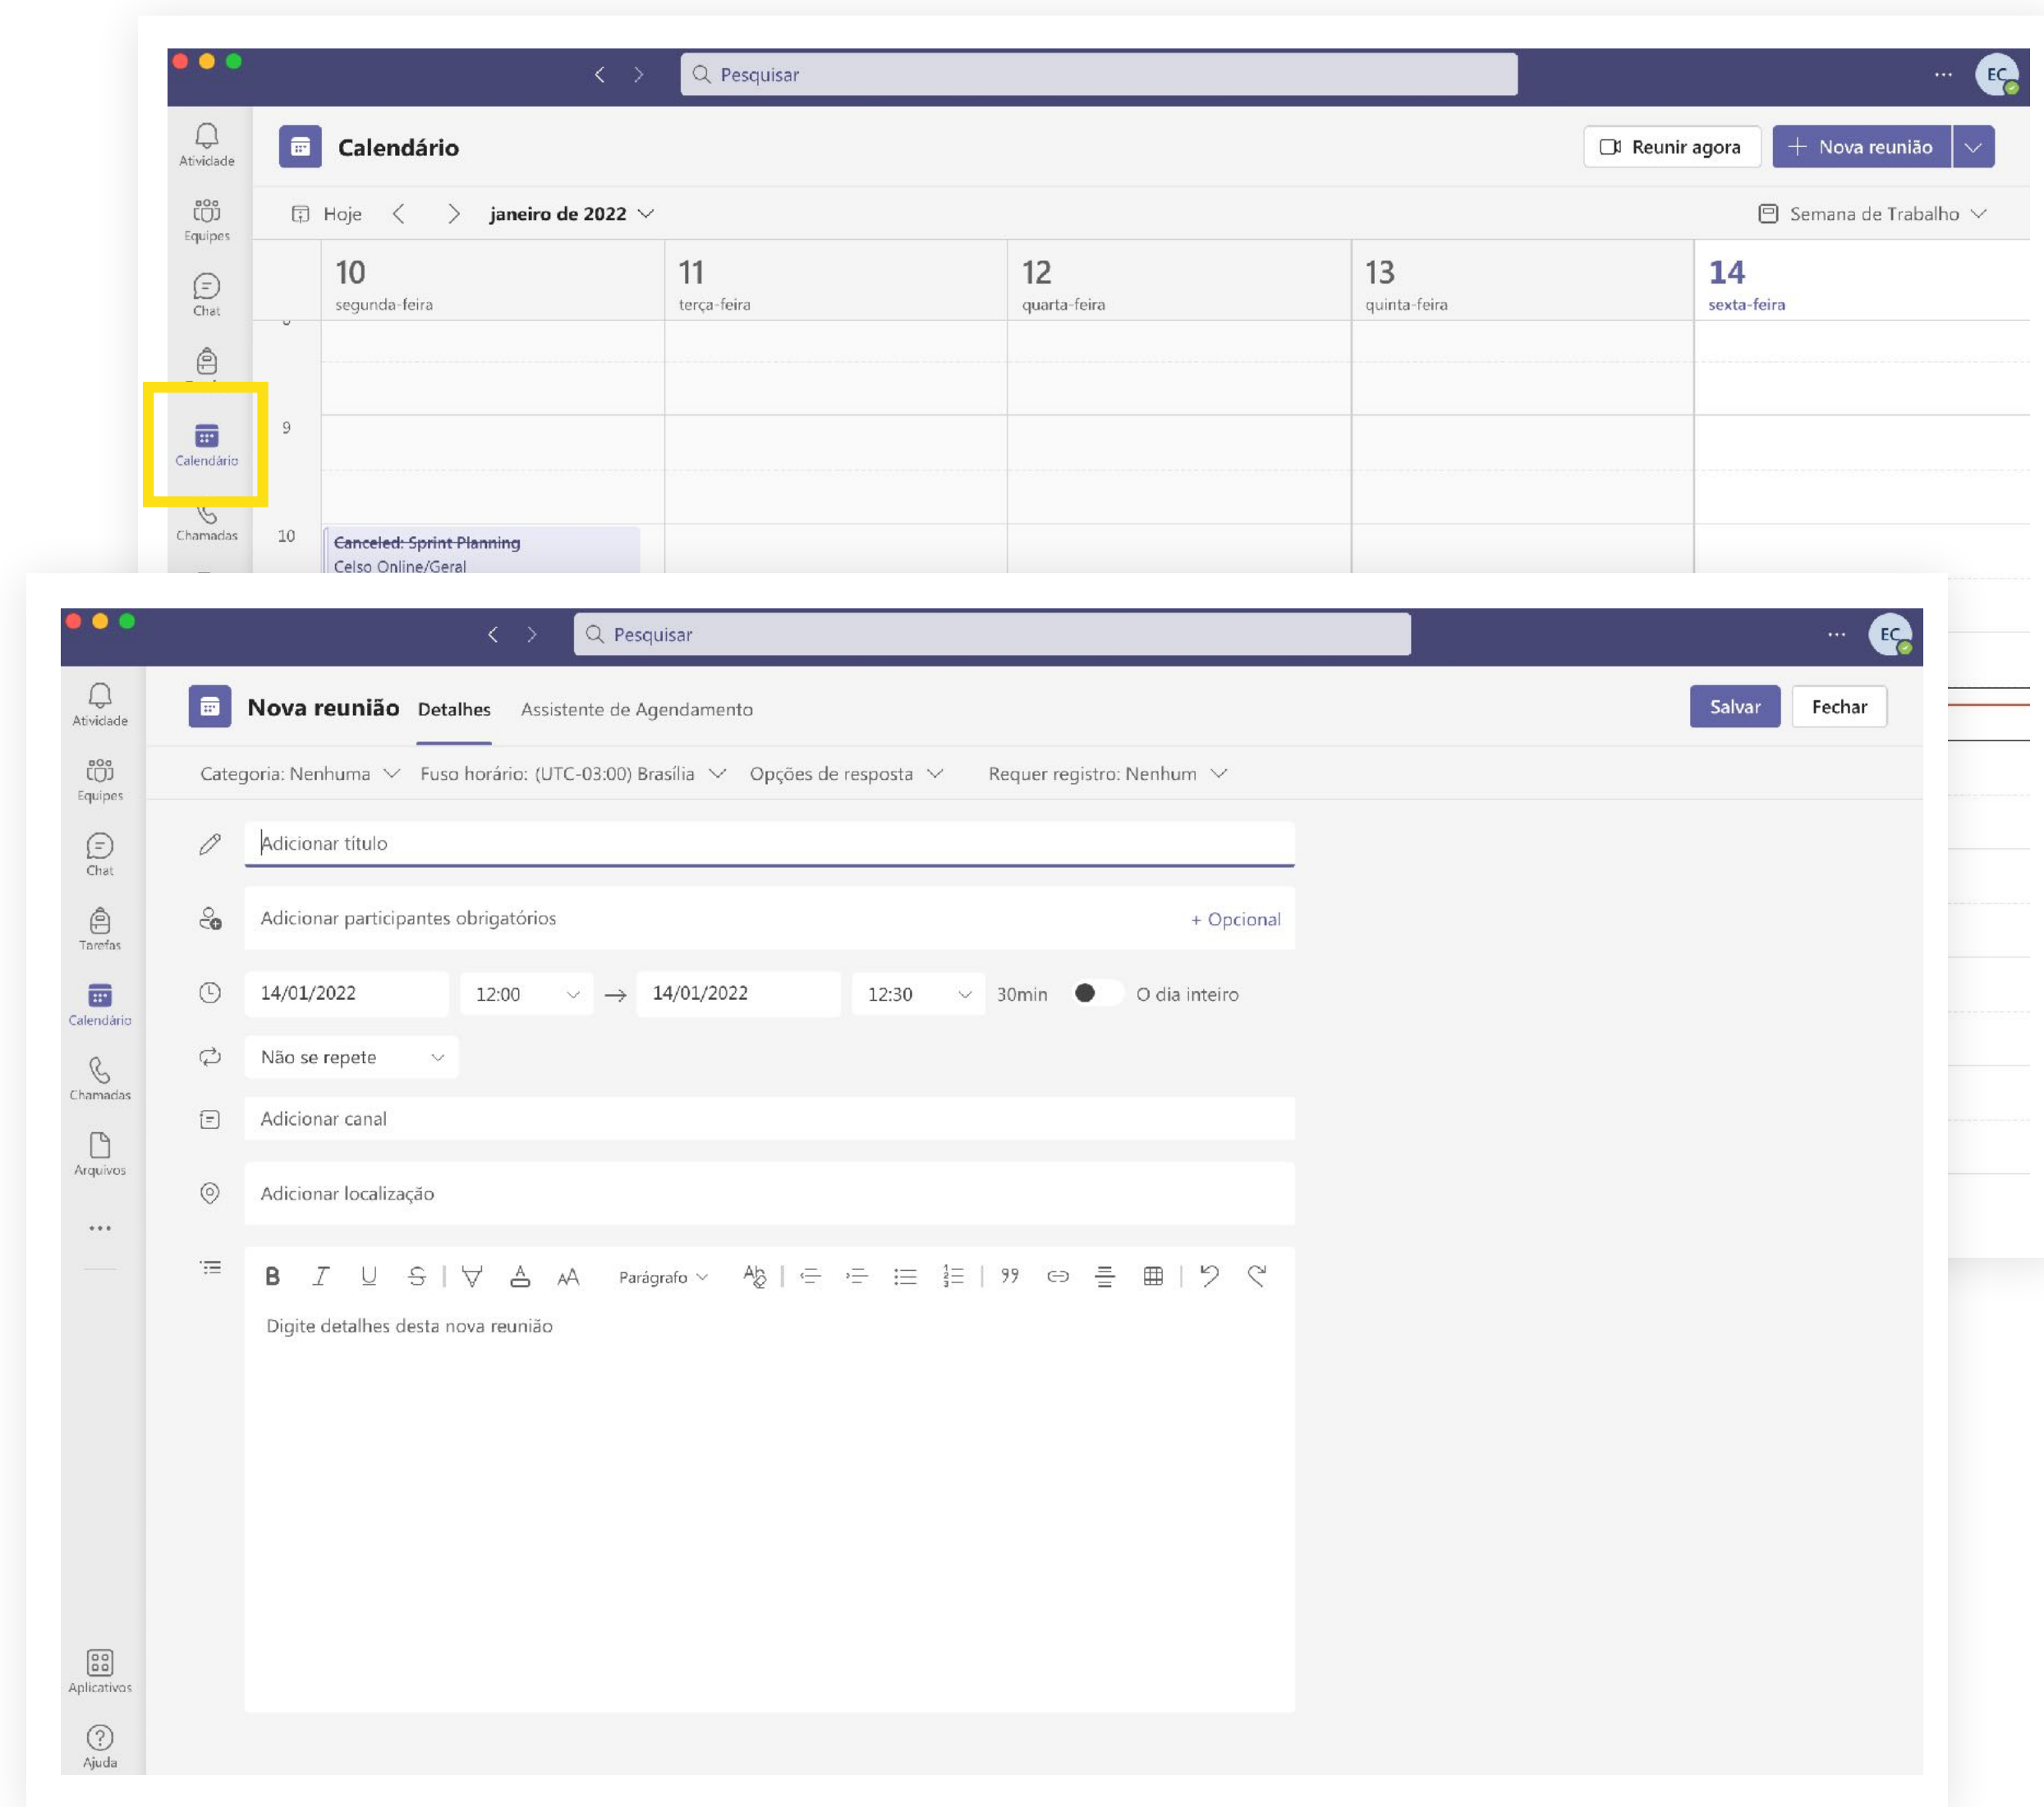 Pesquisar
EC
Atividade
Calendário
Reunir agora
Nova reunião
Equipes
Hoje
janeiro de 2022
Semana de Trabalho
10
11
12
13
14
segunda-feira
terça-feira
quarta-feira
quinta-feira
sexta-feira
Chat
9
Calendário
Chamadas
10
Canceled: Sprint Planning
Celso Online/Geral
Pesquisar
EC
Atividade
Nova reunião Detalhes Assistente de Agendamento
Salvar
Fechar
Equipes
Categoria: Nenhuma Fuso horário: (UTC-03:00) Brasília Opções de resposta Requer registro: Nenhum
Adicionar título
Chat
Adicionar participantes obrigatórios
+ Opcional
Tarefas
14/01/2022 12:00 → 14/01/2022 12:30 30min O dia inteiro
Calendário
Não se repete
Chamadas
Adicionar canal
Arquivos
Adicionar localização
B I U S A AA Parágrafo Ab
Digite detalhes desta nova reunião
Aplicativos
Ajuda